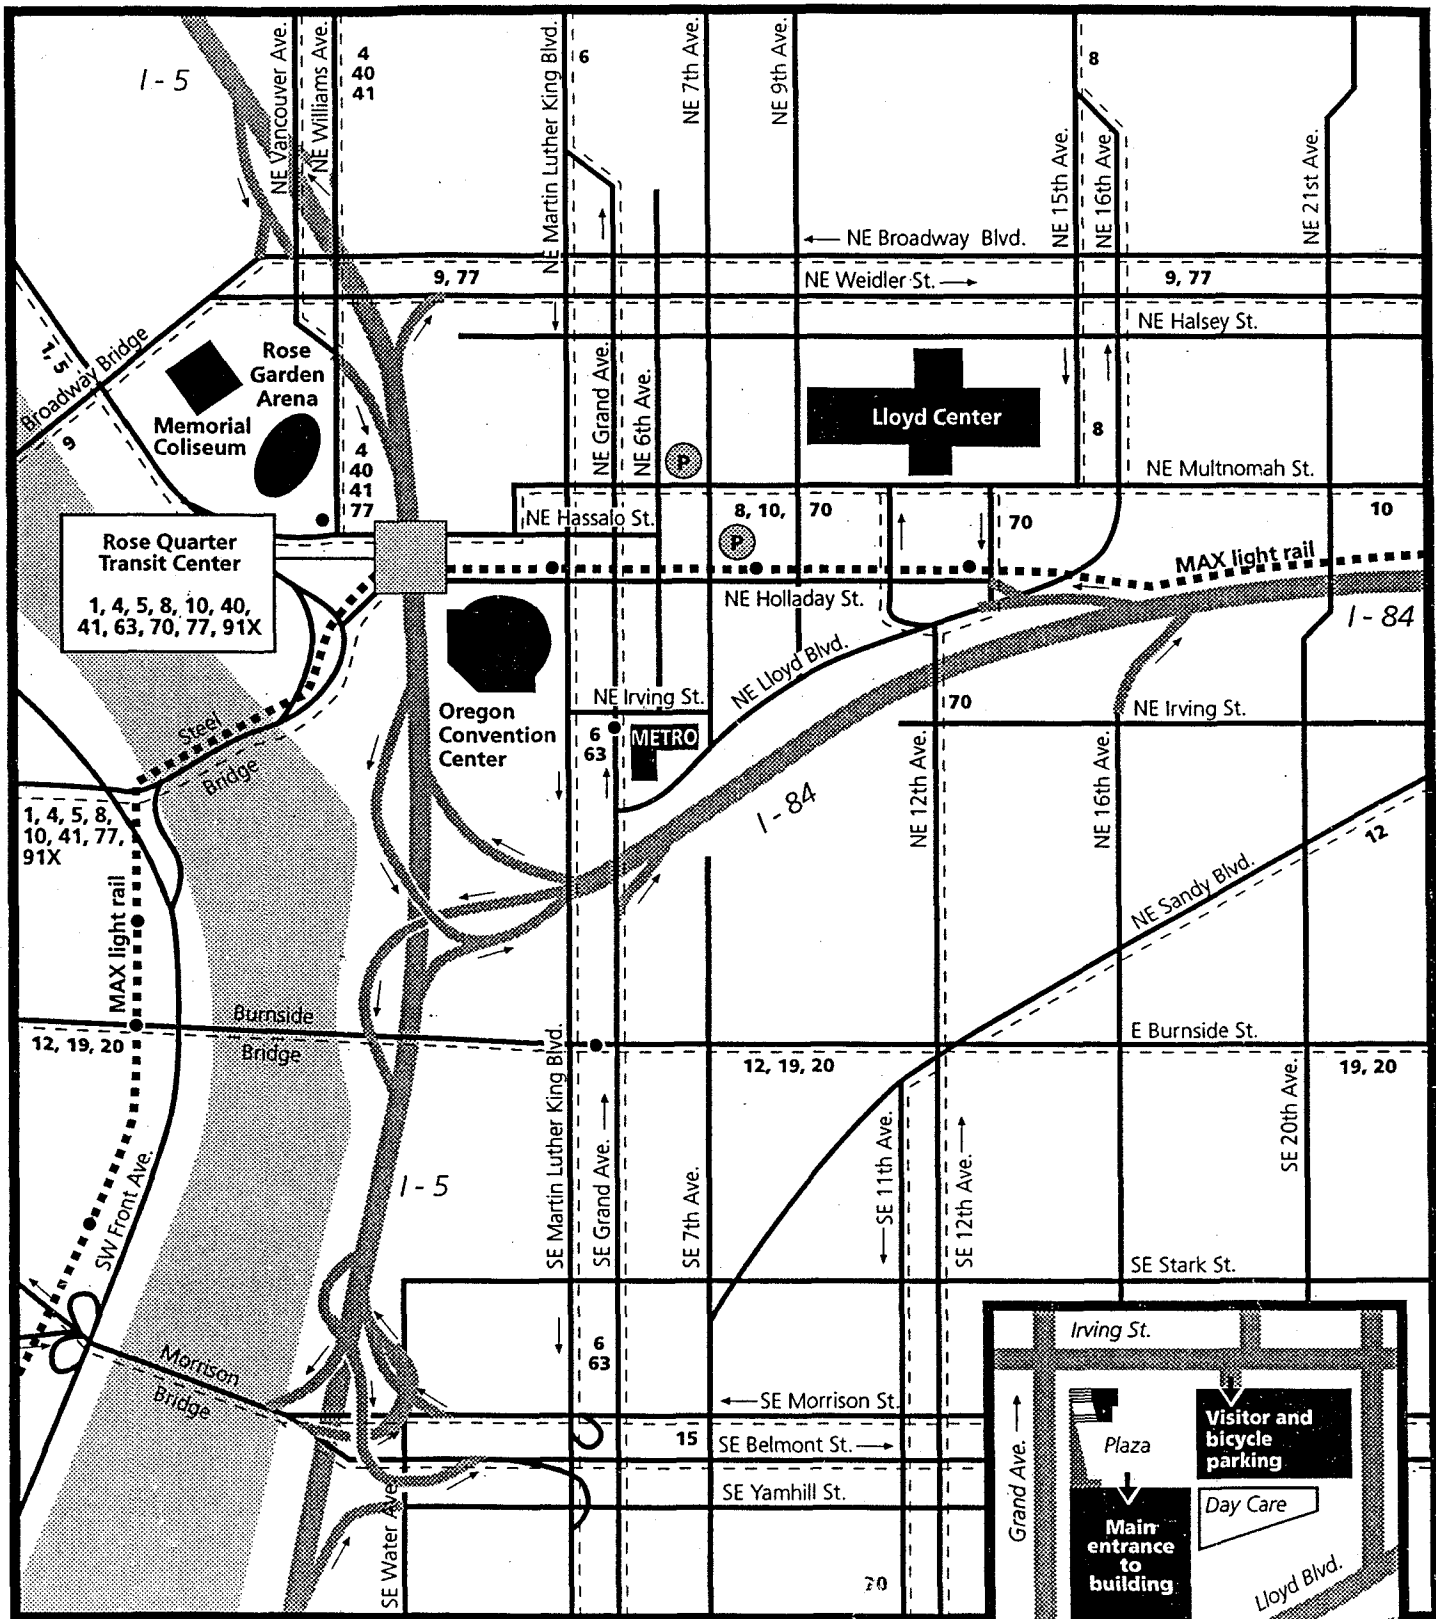 I - 5
NE Vancouver Ave.
NE Williams Ave.
4
40
41
NE Martin Luther King Blvd.
6
NE 7th Ave.
NE 9th Ave.
8
NE 15th Ave.
NE 16th Ave.
NE 21st Ave.
NE Broadway Blvd.
9, 77
NE Weidler St.
9, 77
NE Halsey St.
1, 5
Broadway Bridge
9
Rose
Garden
Arena
Memorial
Coliseum
4
40
41
77
NE Grand Ave.
NE 6th Ave.
P
Lloyd Center
8
NE Multnomah St.
NE Hassalo St.
8, 10, 70
P
70
10
MAX light rail
Rose Quarter
Transit Center
1, 4, 5, 8, 10, 40,
41, 63, 70, 77, 91X
NE Holladay St.
I - 84
NE Lloyd Blvd.
Oregon
Convention
Center
NE Irving St.
6
63
METRO
70
NE Irving St.
Steel
Bridge
I - 84
NE 12th Ave.
NE 16th Ave.
1, 4, 5, 8,
10, 41, 77,
91X
12
NE Sandy Blvd.
MAX light rail
Burnside
Bridge
12, 19, 20
E Burnside St.
12, 19, 20
19, 20
SE Martin Luther King Blvd.
SE Grand Ave.
SE 7th Ave.
SE 11th Ave.
SE 12th Ave.
SE 20th Ave.
SW Front Ave.
I - 5
SE Stark St.
6
63
Morrison
Bridge
SE Morrison St.
15
SE Belmont St.
SE Yamhill St.
SE Water Ave.
70
Irving St.
Grand Ave.
Plaza
Visitor and
bicycle
parking
Day Care
Main
entrance
to
building
Lloyd Blvd.